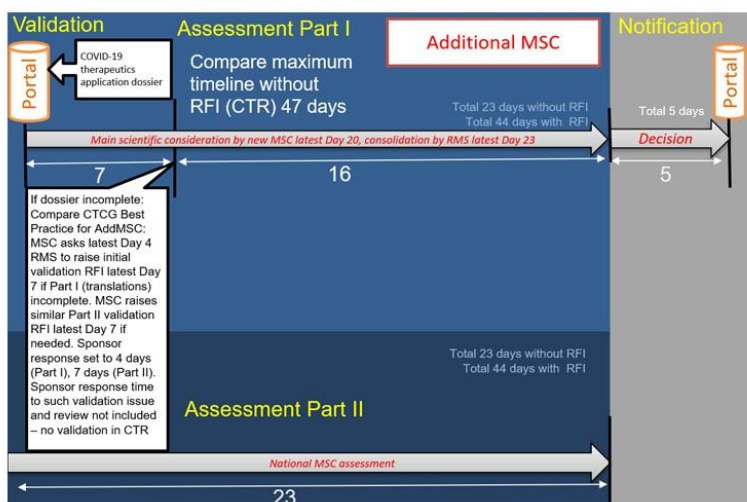 Validation
Assessment Part I
Additional MSC
Notification
Portal
COVID-19
therapeutics
application dossier
Compare maximum
timeline without
RFI (CTR) 47 days
Portal
Total 23 days without RFI
Total 44 days with RFI
Total 5 days
Main scientific consideration by new MSC latest Day 20, consolidation by RMS latest Day 23
Decision
7
16
5
If dossier incomplete:
Compare CTCG Best
Practice for AddMSC:
MSC asks latest Day 4
RMS to raise initial
validation RFI latest Day
7 if Part I (translations)
incomplete. MSC raises
similar Part II validation
RFI latest Day 7 if
needed. Sponsor
response set to 4 days
(Part I), 7 days (Part II).
Sponsor response time
to such validation issue
and review not included
– no validation in CTR
Total 23 days without RFI
Total 44 days with RFI
Assessment Part II
National MSC assessment
23